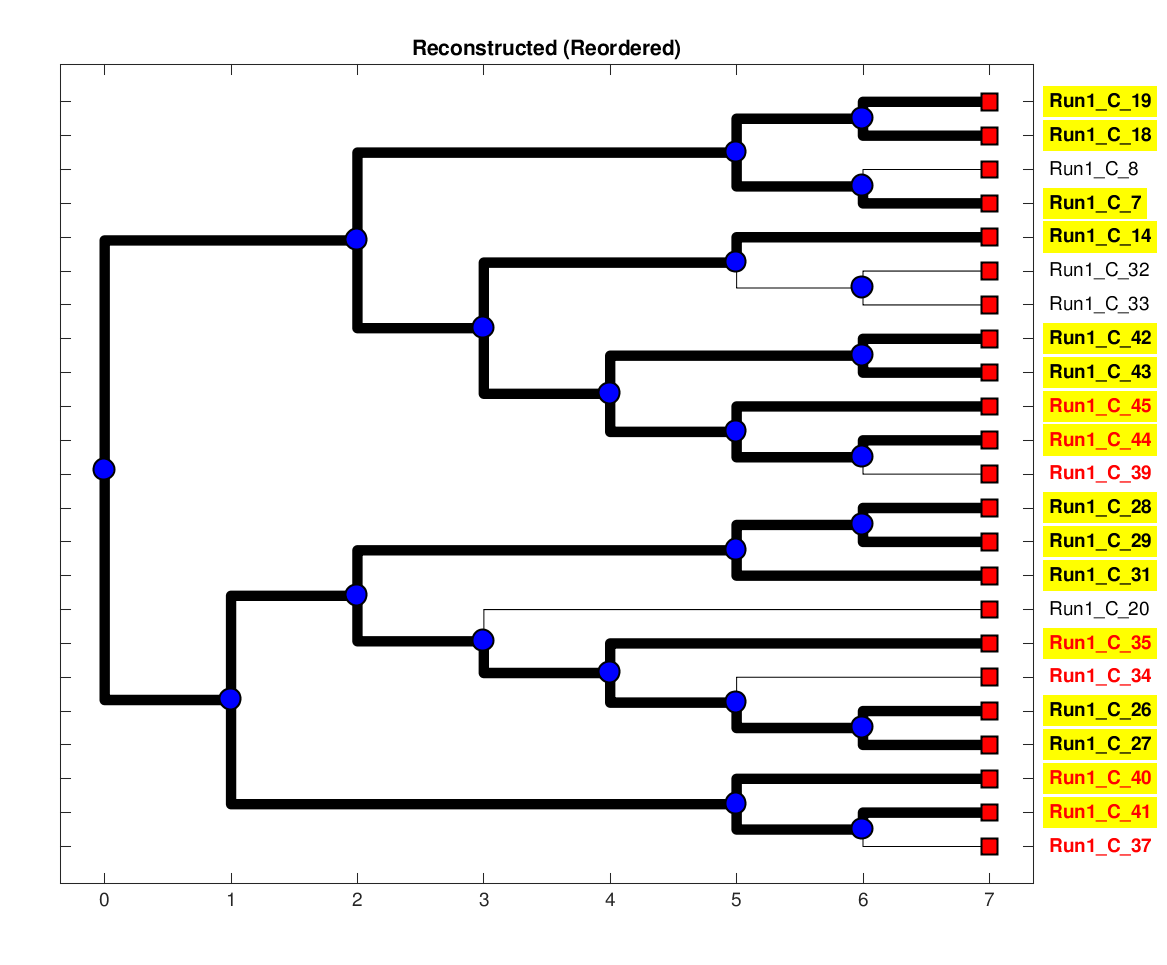 Reconstructed (Reordered)
Run1_C_19
Run1_C_18
Run1_C_8
Run1_C_7
Run1_C_14
Run1_C_32
Run1_C_33
Run1_C_42
Run1_C_43
Run1_C_45
Run1_C_44
Run1_C_39
Run1_C_28
Run1_C_29
Run1_C_31
Run1_C_20
Run1_C_35
Run1_C_34
Run1_C_26
Run1_C_27
Run1_C_40
Run1_C_41
Run1_C_37
0 1 2 3 4 5 6 7